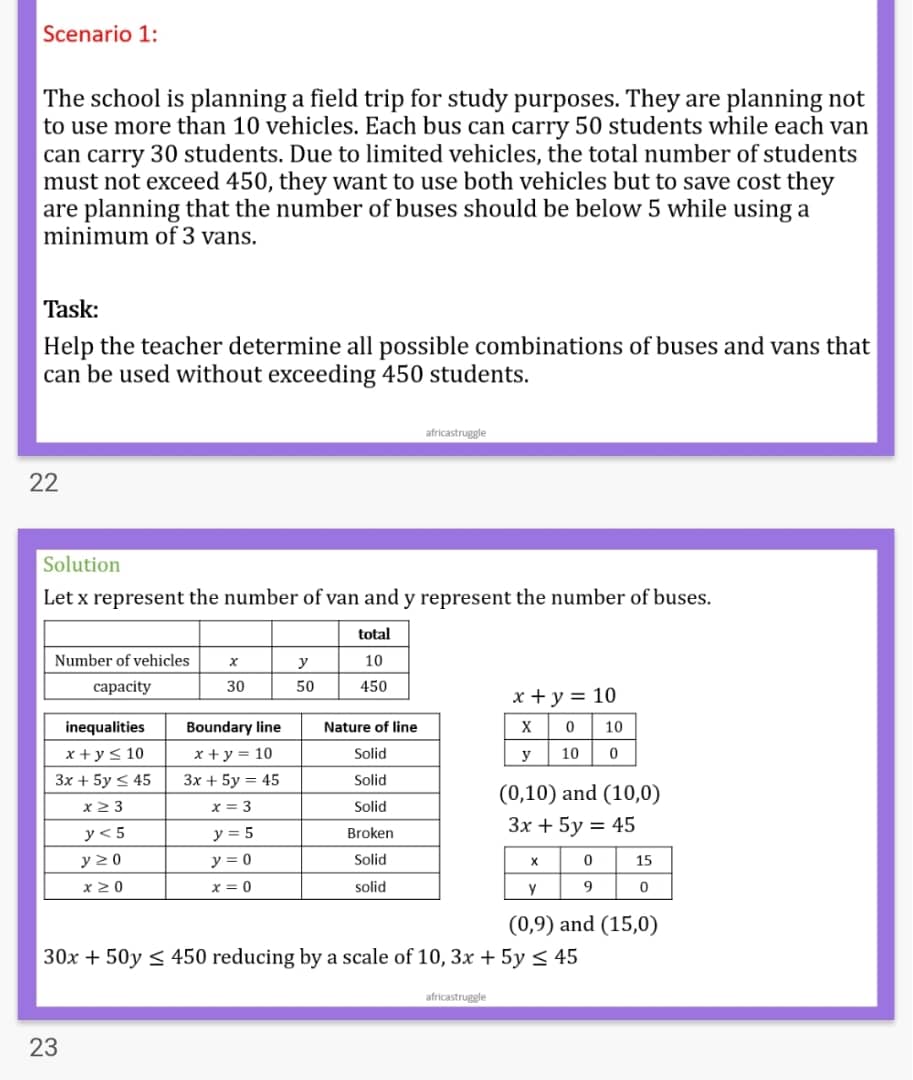 Scenario 1:
The school is planning a field trip for study purposes. They are planning not
to use more than 10 vehicles. Each bus can carry 50 students while each van
can carry 30 students. Due to limited vehicles, the total number of students
must not exceed 450, they want to use both vehicles but to save cost they
are planning that the number of buses should be below 5 while using a
minimum of 3 vans.
Task:
Help the teacher determine all possible combinations of buses and vans that
can be used without exceeding 450 students.
africastruggle
22
Solution
Let x represent the number of van and y represent the number of buses.
total
Number of vehicles x y 10
capacity 30 50 450
inequalities Boundary line Nature of line
x + y ≤ 10 x + y = 10 Solid
3x + 5y ≤ 45 3x + 5y = 45 Solid
x ≥ 3 x = 3 Solid
y < 5 y = 5 Broken
y ≥ 0 y = 0 Solid
x ≥ 0 x = 0 solid
x + y = 10
X 0 10
y 10 0
(0,10) and (10,0)
3x + 5y = 45
x 0 15
y 9 0
(0,9) and (15,0)
30x + 50y ≤ 450 reducing by a scale of 10, 3x + 5y ≤ 45
africastruggle
23